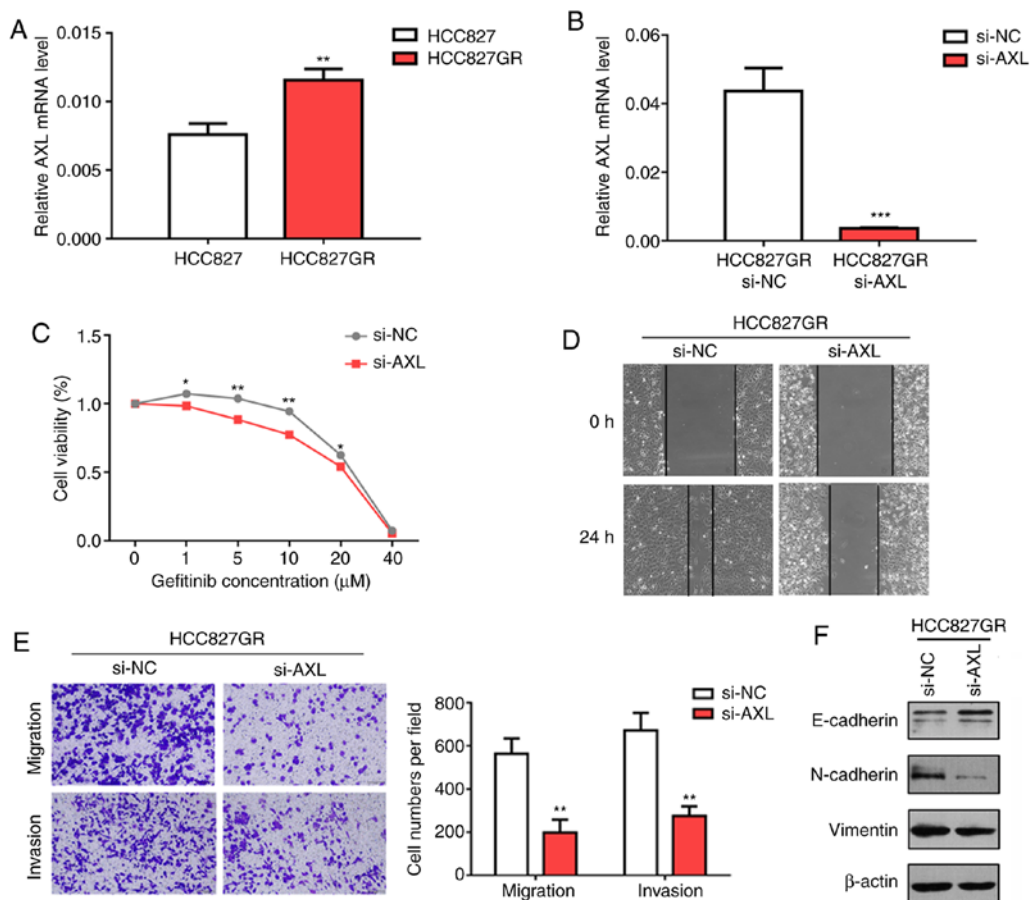 A
Relative AXL mRNA level
0.015
0.010
0.005
0.000
**
HCC827
HCC827GR
HCC827
HCC827GR
B
Relative AXL mRNA level
0.06
0.04
0.02
0.00
***
si-NC
si-AXL
HCC827GR HCC827GR
si-NC si-AXL
C
Cell viability (%)
1.5
1.0
0.5
0.0
si-NC
si-AXL
* ** ** *
0 1 5 10 20 40
Gefitinib concentration (μM)
D
HCC827GR
si-NC si-AXL
0 h
24 h
E
HCC827GR
si-NC si-AXL
Migration
Invasion
Cell numbers per field
800
600
400
200
0
si-NC
si-AXL
** **
Migration Invasion
F
HCC827GR
si-NC
si-AXL
E-cadherin
N-cadherin
Vimentin
β-actin